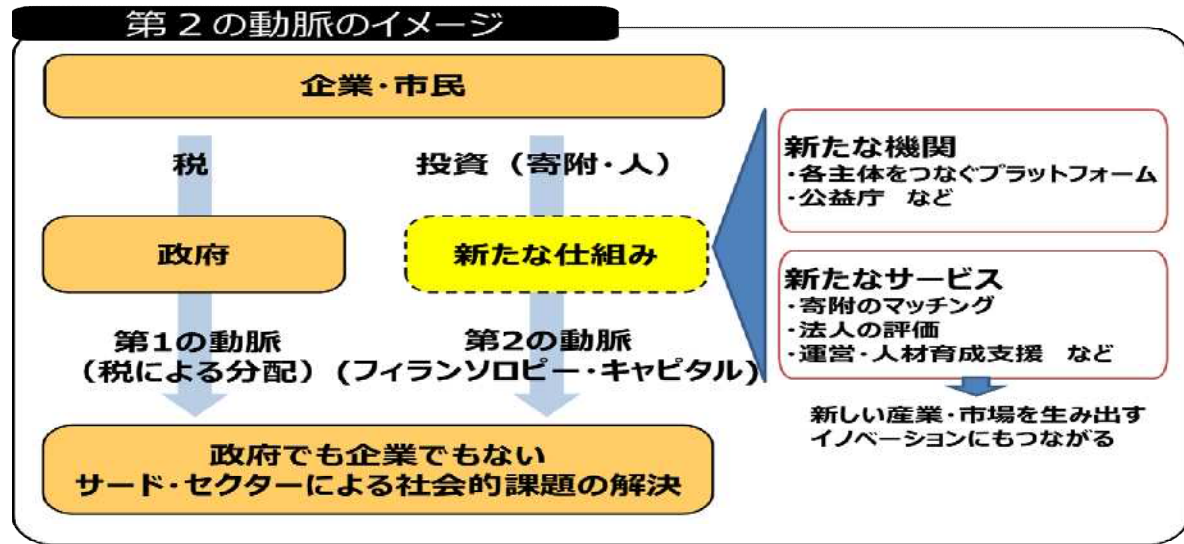 第２の動脈のイメージ
企業・市民
税
投資（寄附・人）
政府
新たな仕組み
第1の動脈
（税による分配）
第2の動脈
（フィランソロピー・キャピタル）
政府でも企業でもない
サード・セクターによる社会的課題の解決
新たな機関
・各主体をつなぐプラットフォーム
・公益庁　など
新たなサービス
・寄附のマッチング
・法人の評価
・運営・人材育成支援　など
新しい産業・市場を生み出す
イノベーションにもつながる